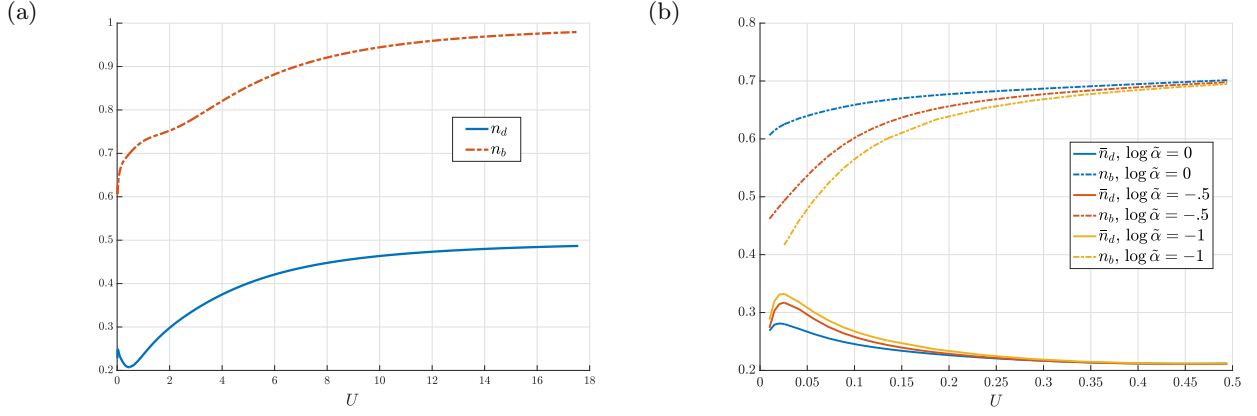 (a)
1
0.9
0.8
0.7
0.6
0.5
0.4
0.3
0.2
0 2 4 6 8 10 12 14 16 18
U
n_d
n_b
(b)
0.8
0.7
0.6
0.5
0.4
0.3
0.2
0 0.05 0.1 0.15 0.2 0.25 0.3 0.35 0.4 0.45 0.5
U
n̄_d, log α̃ = 0
n_b, log α̃ = 0
n̄_d, log α̃ = −.5
n_b, log α̃ = −.5
n̄_d, log α̃ = −1
n_b, log α̃ = −1